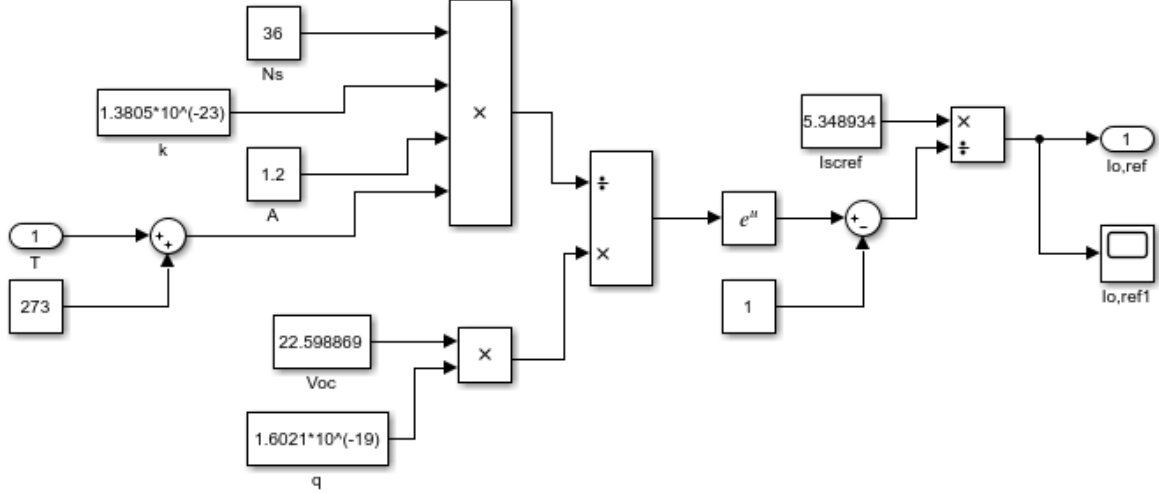 36
Ns
1.3805*10^(-23)
k
×
1.2
A
1
T
+
+
273
÷
×
22.598869
Voc
×
1.6021*10^(-19)
q
e^u
+
−
1
5.348934
Iscref
×
÷
1
Io,ref
Io,ref1